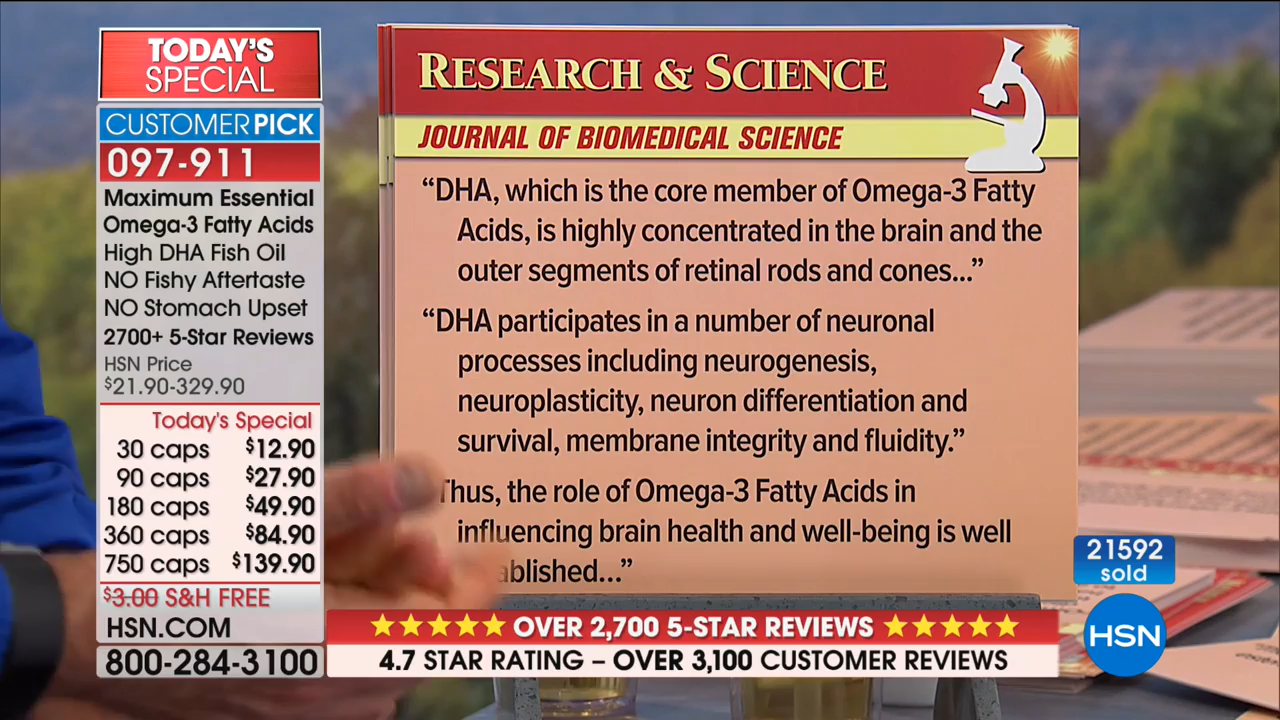 TODAY'S
SPECIAL
CUSTOMER PICK
097-911
Maximum Essential
Omega-3 Fatty Acids
High DHA Fish Oil
NO Fishy Aftertaste
NO Stomach Upset
2700+ 5-Star Reviews
HSN Price
$21.90-329.90
Today's Special
30 caps $12.90
90 caps $27.90
180 caps $49.90
360 caps $84.90
750 caps $139.90
$3.00 S&H FREE
HSN.COM
800-284-3100
RESEARCH & SCIENCE
JOURNAL OF BIOMEDICAL SCIENCE
“DHA, which is the core member of Omega-3 Fatty
Acids, is highly concentrated in the brain and the
outer segments of retinal rods and cones...”
“DHA participates in a number of neuronal
processes including neurogenesis,
neuroplasticity, neuron differentiation and
survival, membrane integrity and fluidity.”
Thus, the role of Omega-3 Fatty Acids in
influencing brain health and well-being is well
ablished...”
21592
sold
HSN
OVER 2,700 5-STAR REVIEWS
4.7 STAR RATING – OVER 3,100 CUSTOMER REVIEWS